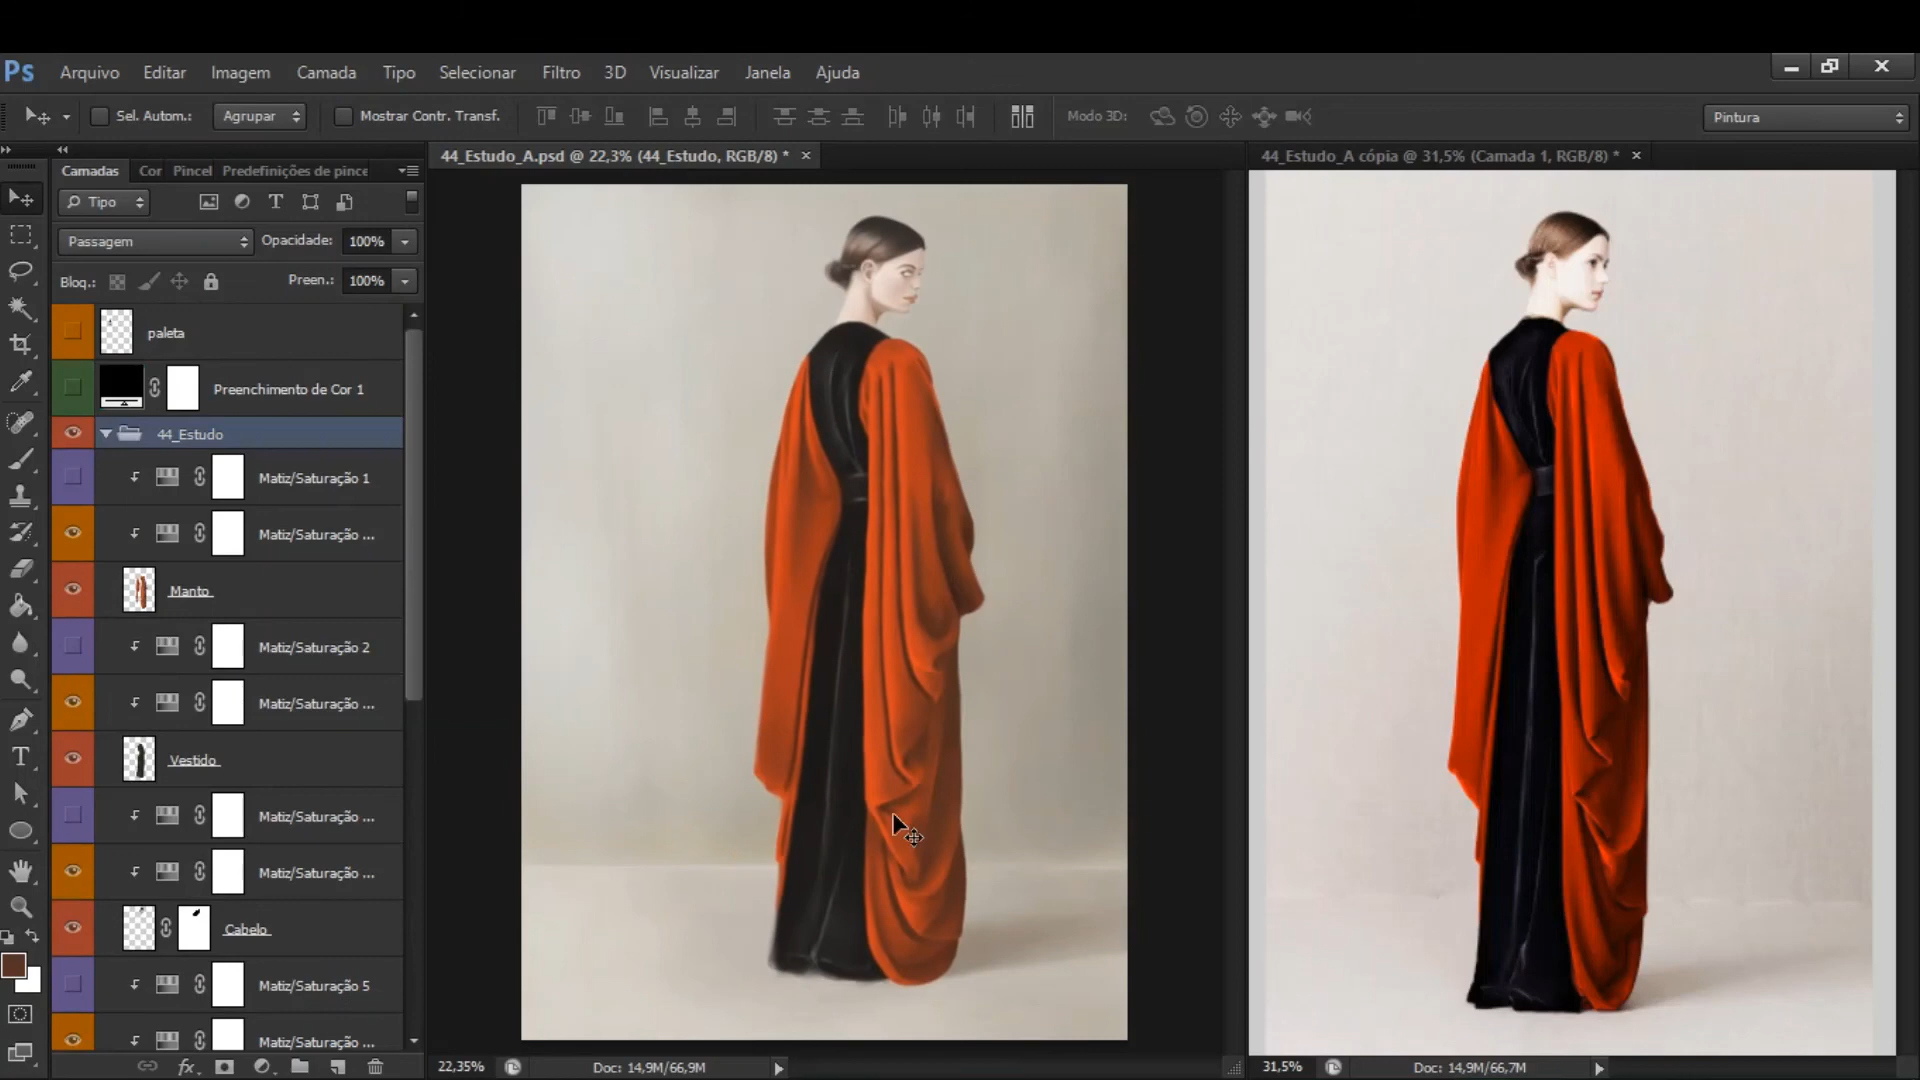 Ps Arquivo Editar Imagem Camada Tipo Selecionar Filtro 3D Visualizar Janela Ajuda
Sel. Autom.: Agrupar Mostrar Contr. Transf. Modo 3D: Pintura
44_Estudo_A.psd @ 22,3% (44_Estudo, RGB/8) *
44_Estudo_A cópia @ 31,5% (Camada 1, RGB/8) *
Camadas Cor Pincel Predefinições de pince
Tipo
Passagem Opacidade: 100%
Bloq.: Preen.: 100%
paleta
Preenchimento de Cor 1
44_Estudo
Matiz/Saturação 1
Matiz/Saturação ...
Manto
Matiz/Saturação 2
Matiz/Saturação ...
Vestido
Matiz/Saturação ...
Matiz/Saturação ...
Cabelo
Matiz/Saturação 5
Matiz/Saturação ...
fx
22,35% Doc: 14,9M/66,9M
31,5% Doc: 14,9M/66,7M